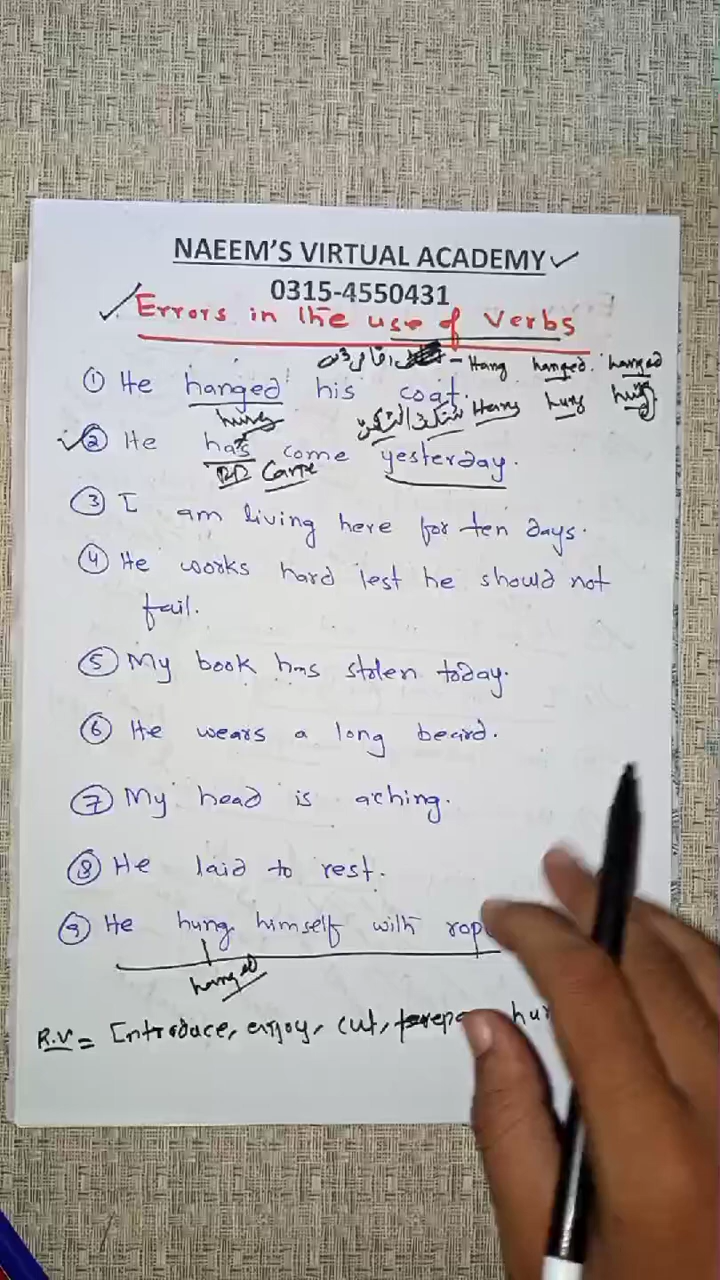 NAEEM'S VIRTUAL ACADEMY
0315-4550431
Errors in the use of Verbs
- Hang hanged. hanged
① He hanged his coat.
hung Hang hung hung
② He has come yesterday.
Came
③ I am living here for ten days.
④ He works hard lest he should not
fail.
⑤ My book has stolen today.
⑥ He wears a long beard.
⑦ My head is aching.
⑧ He laid to rest.
⑨ He hung himself with
hanged
R.V = Introduce, enjoy, cut,